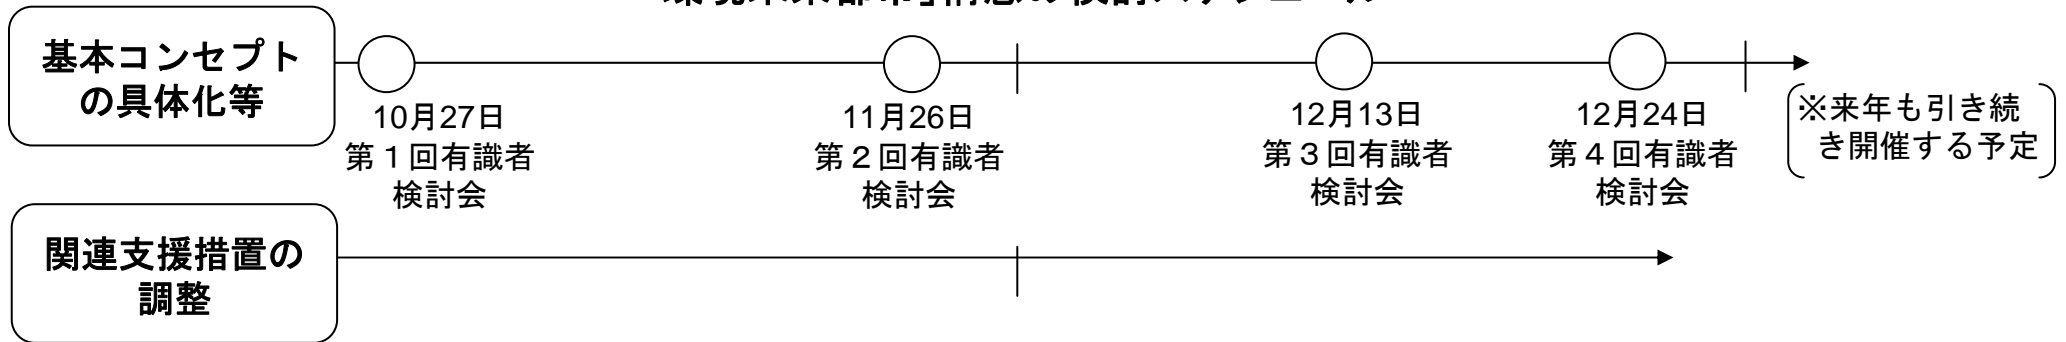 基本コンセプト
の具体化等
10月27日
第１回有識者
検討会
11月26日
第２回有識者
検討会
12月13日
第３回有識者
検討会
12月24日
第４回有識者
検討会
※来年も引き続
き開催する予定
関連支援措置の
調整